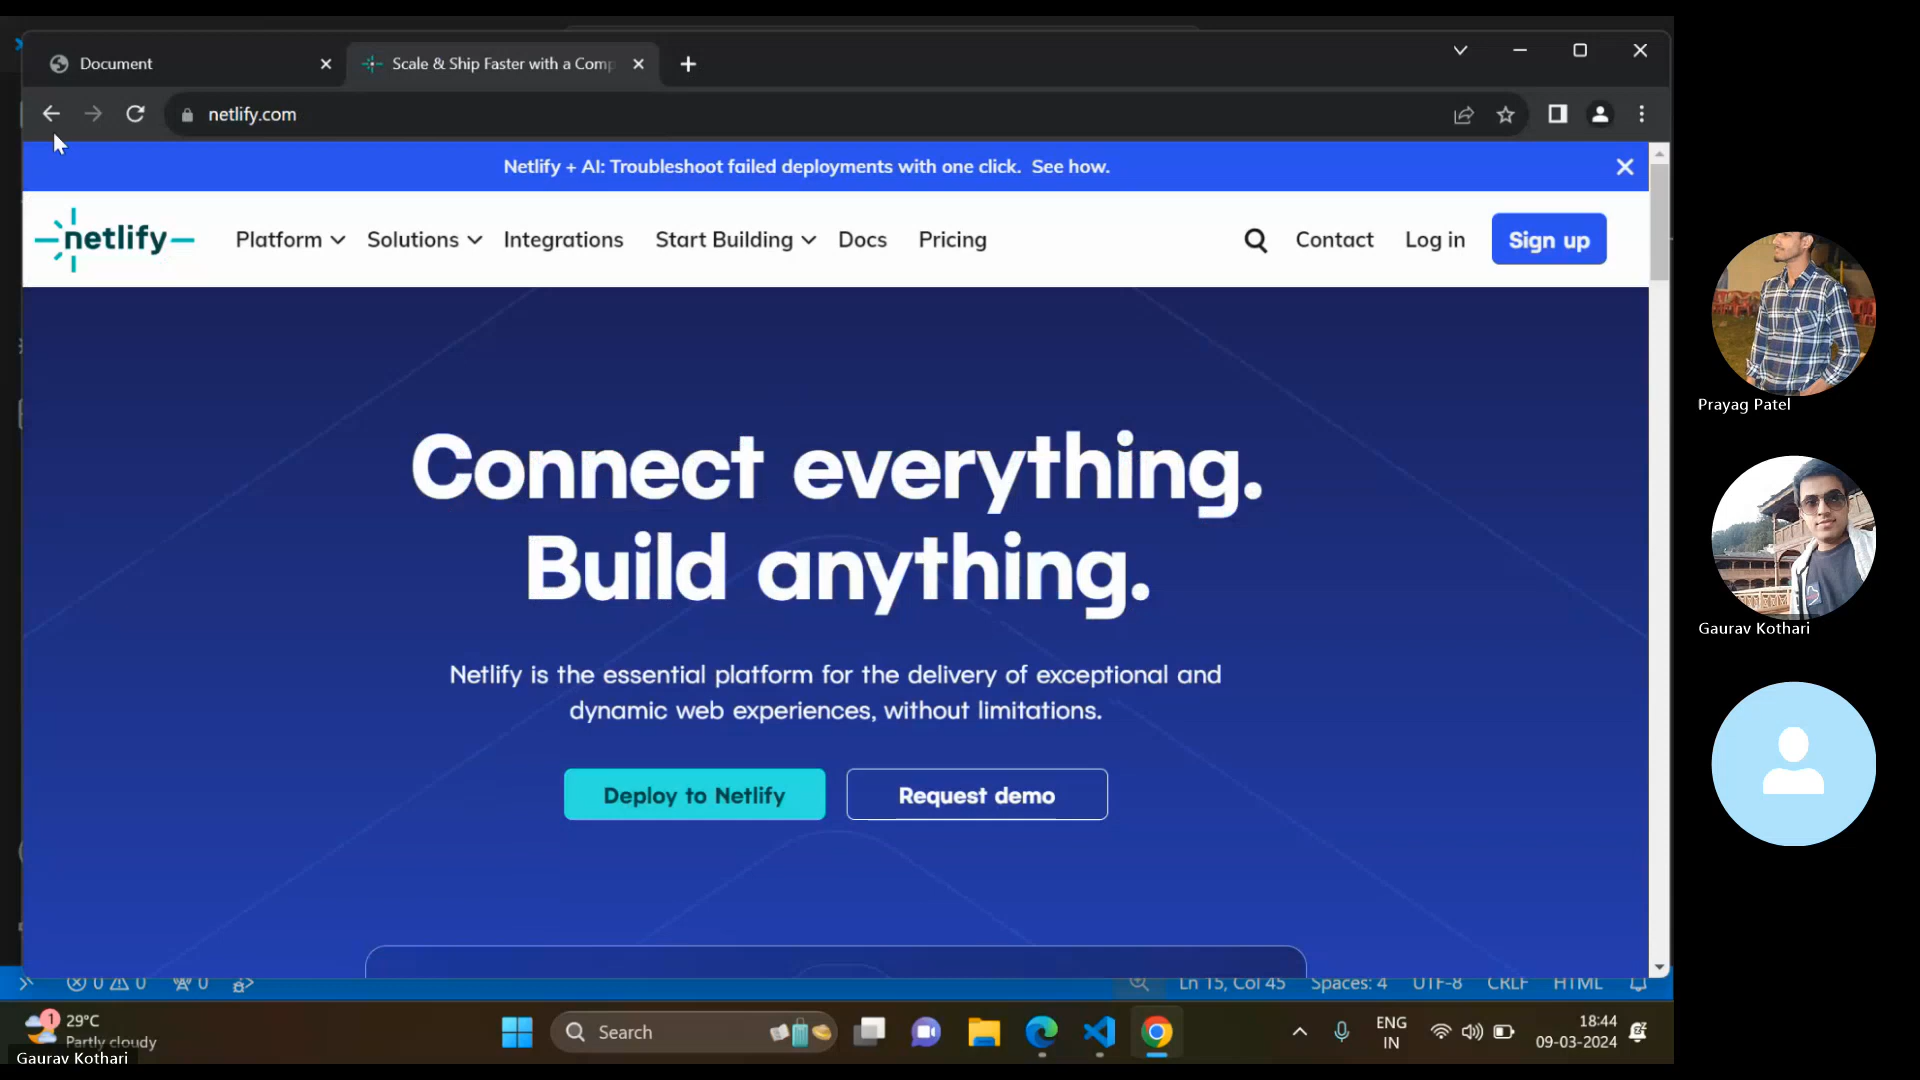 Document
Scale & Ship Faster with a Comp
netlify.com
Netlify + AI: Troubleshoot failed deployments with one click. See how.
netlify
Platform
Solutions
Integrations
Start Building
Docs
Pricing
Contact
Log in
Sign up
Connect everything.
Build anything.
Netlify is the essential platform for the delivery of exceptional and
dynamic web experiences, without limitations.
Deploy to Netlify
Request demo
Prayag Patel
Gaurav Kothari
0
0
0
Ln 15, Col 45
Spaces: 4
UTF-8
CRLF
HTML
1
29°C
Partly cloudy
Search
ENG
IN
18:44
09-03-2024
Gaurav Kothari